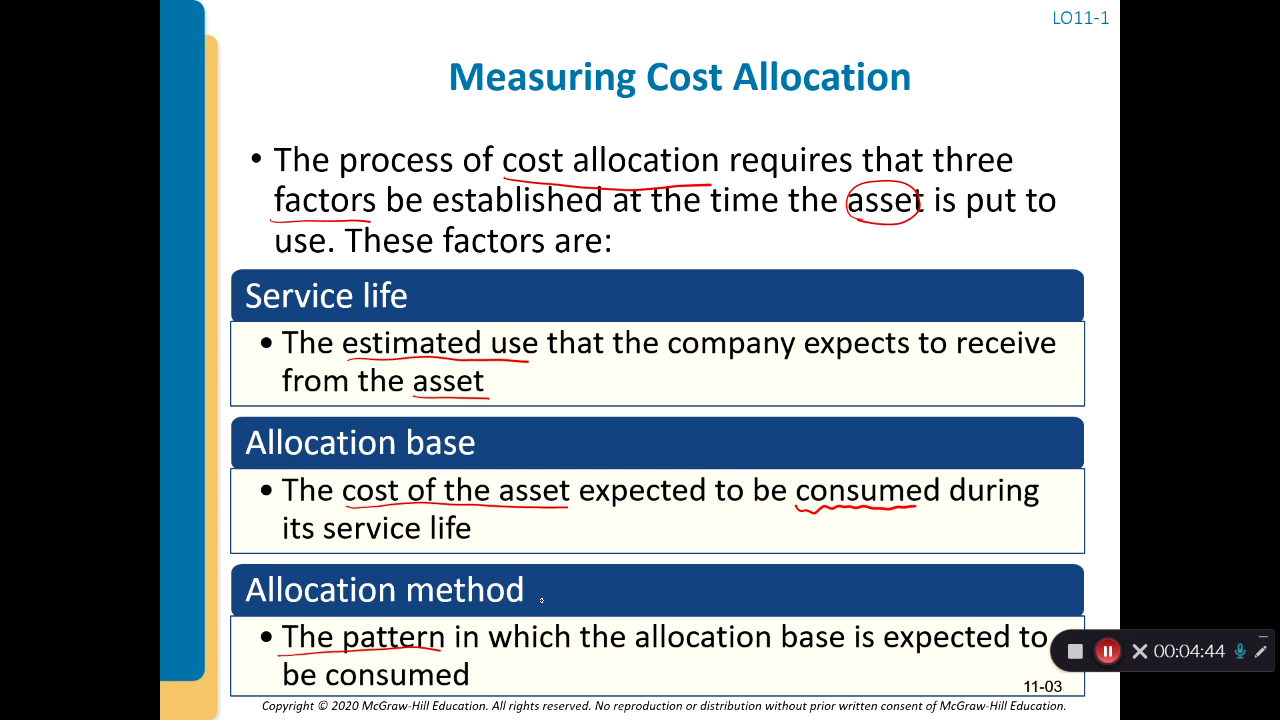 LO11-1
Measuring Cost Allocation
• The process of cost allocation requires that three
factors be established at the time the asset is put to
use. These factors are:
Service life
• The estimated use that the company expects to receive
from the asset
Allocation base
• The cost of the asset expected to be consumed during
its service life
Allocation method
• The pattern in which the allocation base is expected to
be consumed
00:04:44
11-03
Copyright © 2020 McGraw-Hill Education. All rights reserved. No reproduction or distribution without prior written consent of McGraw-Hill Education.